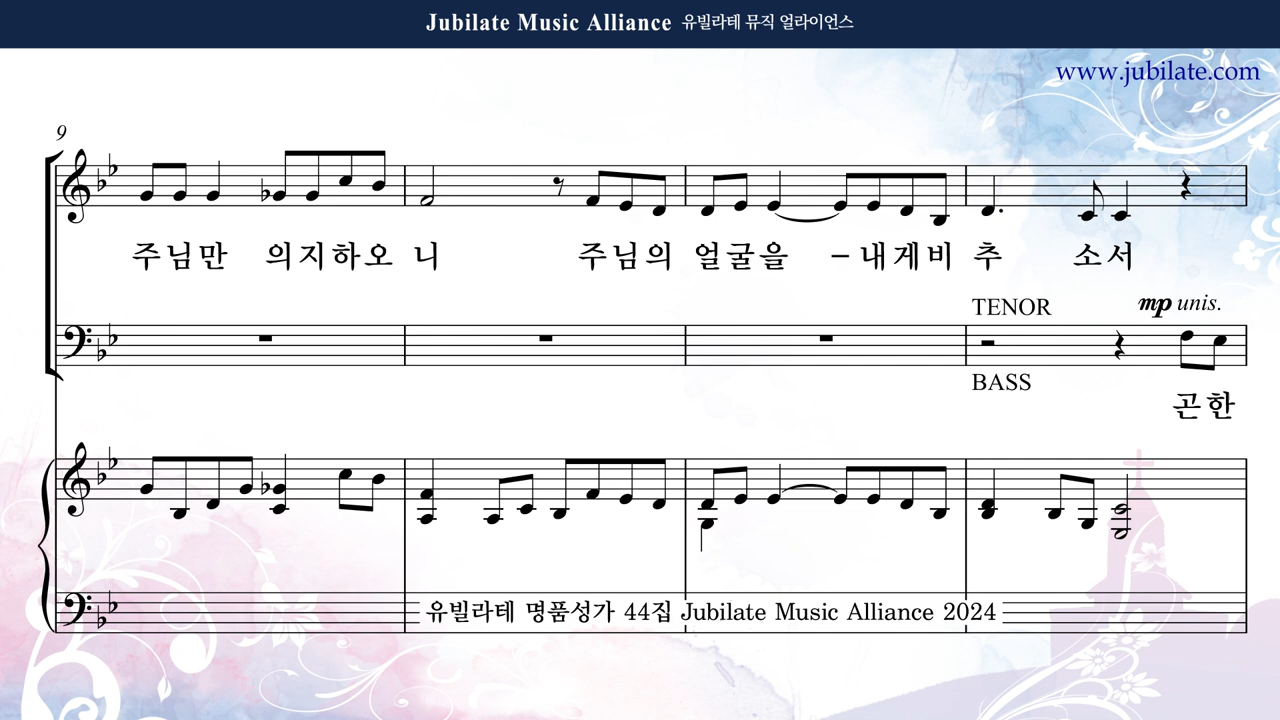 Jubilate Music Alliance 유빌라테 뮤직 얼라이언스
www.jubilate.com
9
주님만 의지하오 니 주님의 얼굴을 – 내게비 추 소서
TENOR mp unis.
BASS
곤한
유빌라테 명품성가 44집 Jubilate Music Alliance 2024